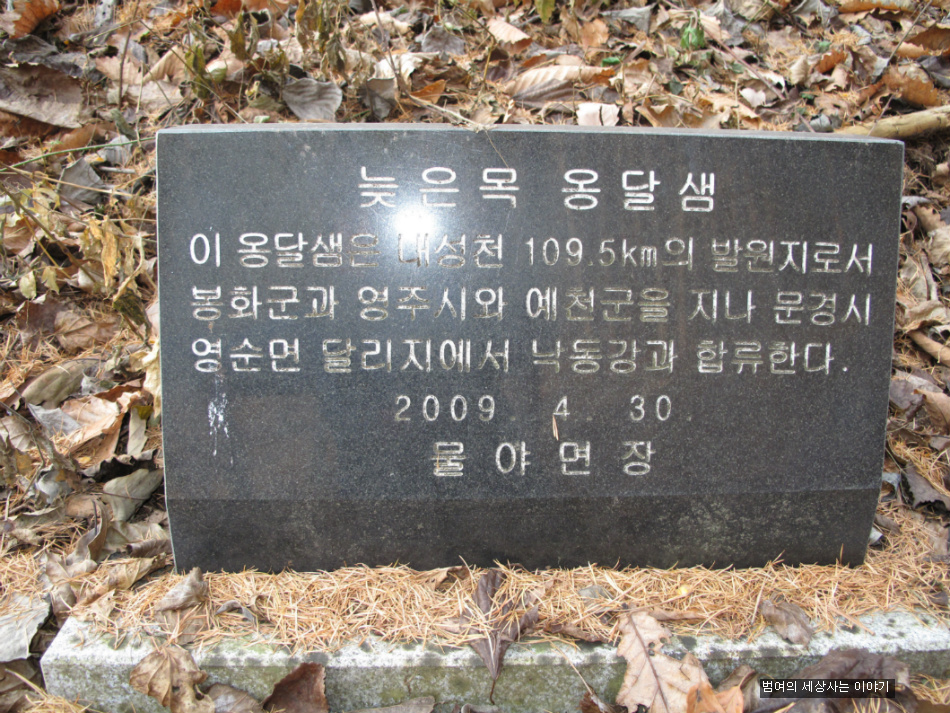 늦은목 옹달샘
이 옹달샘은 내성천 109.5km의 발원지로서
봉화군과 영주시와 예천군을 지나 문경시
영순면 달리지에서 낙동강과 합류한다.
2009. 4. 30.
물야면장
범여의 세상사는 이야기